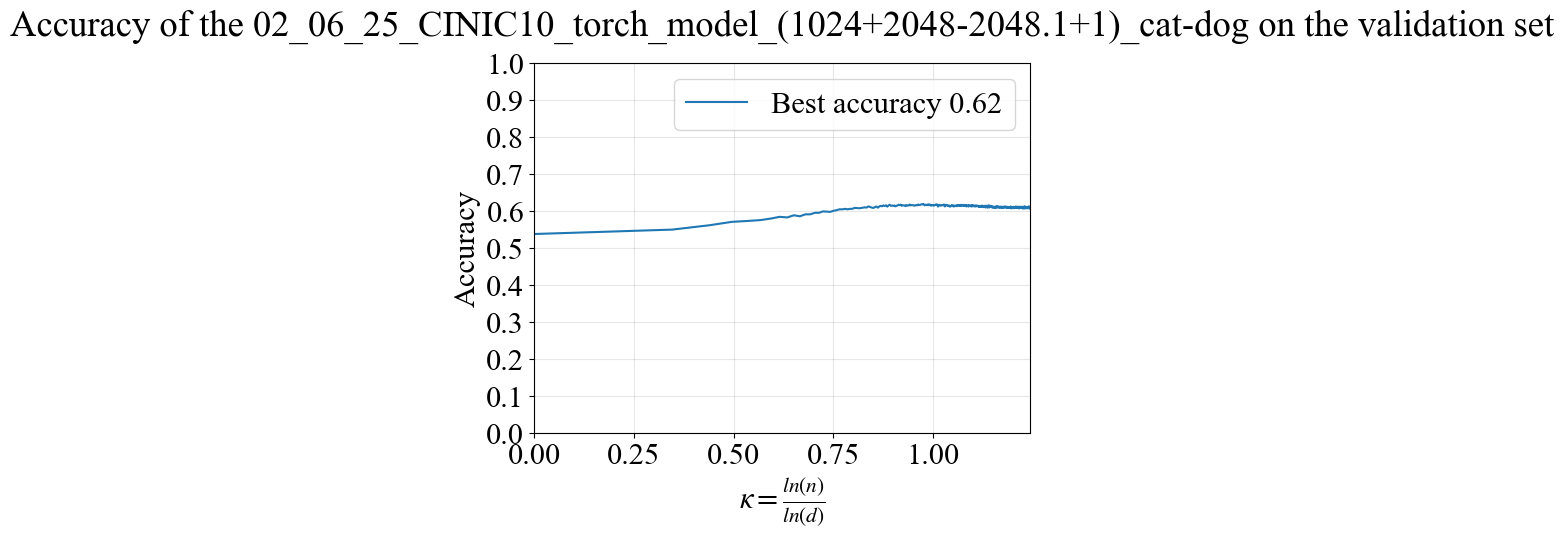 Accuracy of the 02_06_25_CINIC10_torch_model_(1024+2048-2048.1+1)_cat-dog on the validation set
1.0
0.9
0.8
0.7
0.6
0.5
0.4
0.3
0.2
0.1
0.0
Accuracy
Best accuracy 0.62
0.00 0.25 0.50 0.75 1.00
κ = ln(n) / ln(d)